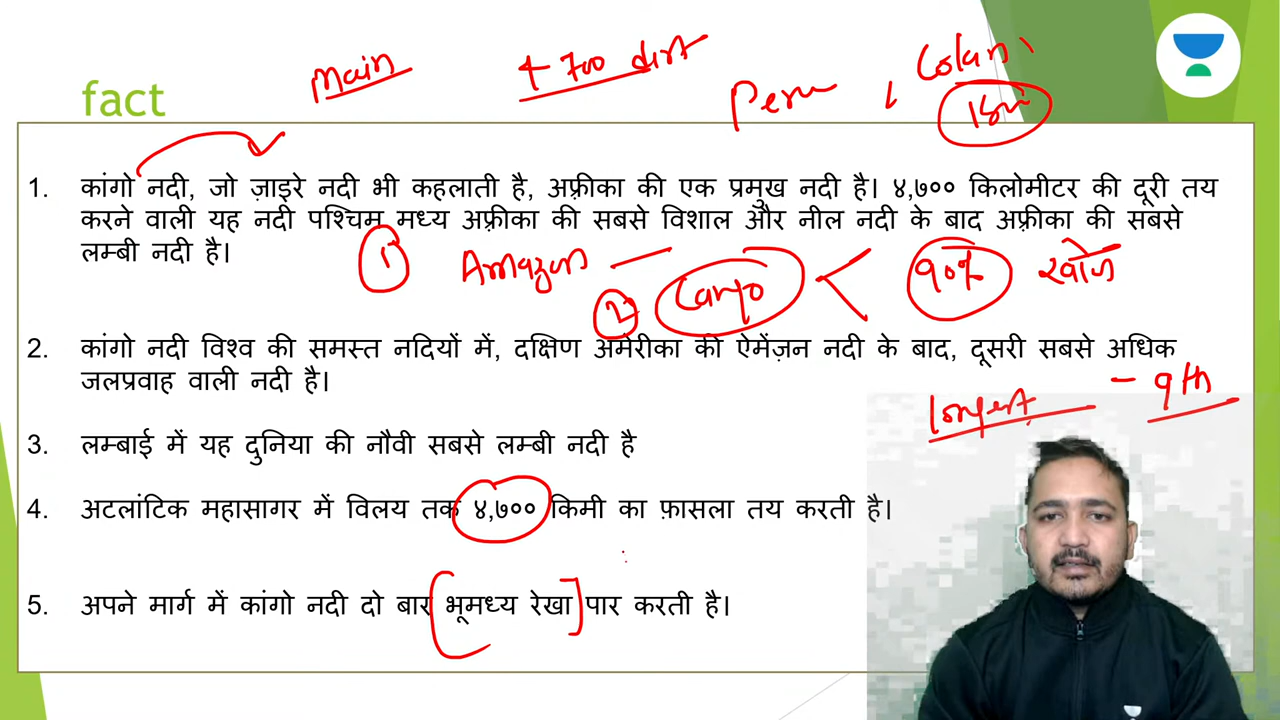 Main
4700 dist
Peru
fact
1. कांगो नदी, जो ज़ाइरे नदी भी कहलाती है, अफ़्रीका की एक प्रमुख नदी है। ४,७०० किलोमीटर की दूरी तय
करने वाली यह नदी पश्चिम मध्य अफ़्रीका की सबसे विशाल और नील नदी के बाद अफ़्रीका की सबसे
लम्बी नदी है।
1 Amazon
2 Congo 90% खोज
2. कांगो नदी विश्व की समस्त नदियों में, दक्षिण अमेरीका की ऐमेंज़न नदी के बाद, दूसरी सबसे अधिक
जलप्रवाह वाली नदी है।
longest – 9th
3. लम्बाई में यह दुनिया की नौवी सबसे लम्बी नदी है
4. अटलांटिक महासागर में विलय तक ४,७०० किमी का फ़ासला तय करती है।
5. अपने मार्ग में कांगो नदी दो बार भूमध्य रेखा पार करती है।